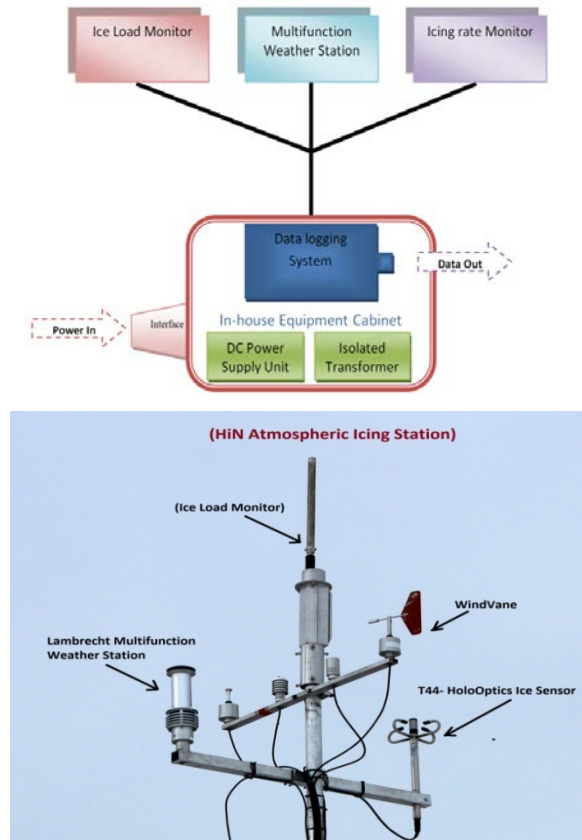 Ice Load Monitor
Multifunction
Weather Station
Icing rate Monitor
Data logging
System
Data Out
Power In
Interface
In-house Equipment Cabinet
DC Power
Supply Unit
Isolated
Transformer
(HiN Atmospheric Icing Station)
(Ice Load Monitor)
WindVane
Lambrecht Multifunction
Weather Station
T44- HoloOptics Ice Sensor